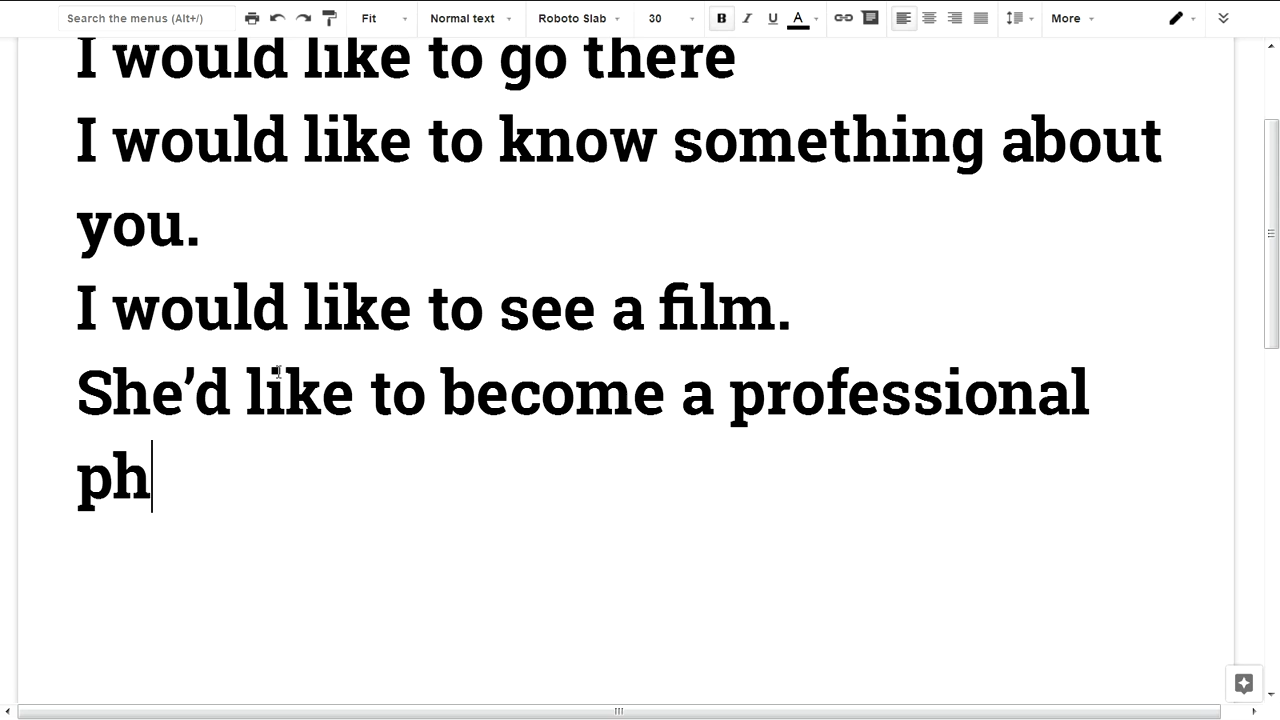 Search the menus (Alt+/) Fit Normal text Roboto Slab 30 B I U A More
I would like to go there
I would like to know something about
you.
I would like to see a film.
She’d like to become a professional
ph